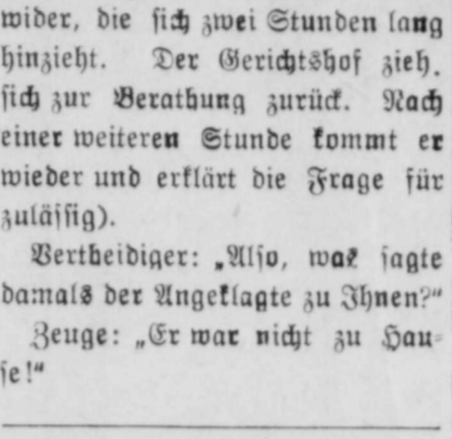 wider, die sich zwei Stunden lang
hinzieht. Der Gerichtshof zieh.
sich zur Berathung zurück. Nach
einer weiteren Stunde kommt er
wieder und erklärt die Frage für
zulässig).
Vertheidiger: „Also, was sagte
damals der Angeklagte zu Ihnen?“
Zeuge: „Er war nicht zu Hau-
se!“